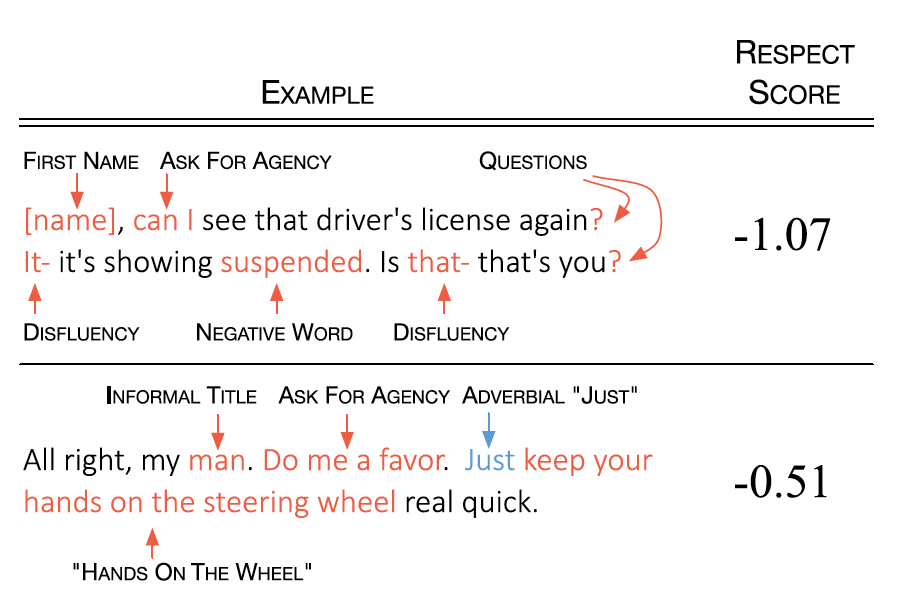 EXAMPLE
RESPECT SCORE
FIRST NAME ASK FOR AGENCY QUESTIONS
[name], can I see that driver's license again?
It- it's showing suspended. Is that- that's you?
-1.07
DISFLUENCY NEGATIVE WORD DISFLUENCY
INFORMAL TITLE ASK FOR AGENCY ADVERBIAL "JUST"
All right, my man. Do me a favor. Just keep your
hands on the steering wheel real quick.
-0.51
"HANDS ON THE WHEEL"